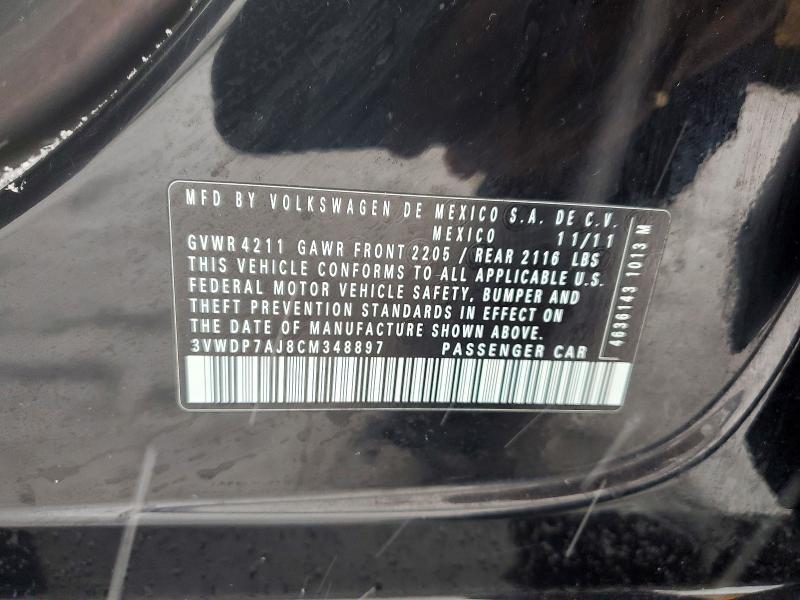 MFD BY VOLKSWAGEN DE MEXICO S.A. DE C.V.
MEXICO 11/11
GVWR 4211 GAWR FRONT 2205 / REAR 2116 LBS
THIS VEHICLE CONFORMS TO ALL APPLICABLE U.S.
FEDERAL MOTOR VEHICLE SAFETY, BUMPER AND
THEFT PREVENTION STANDARDS IN EFFECT ON
THE DATE OF MANUFACTURE SHOWN ABOVE.
3VWDP7AJ8CM348897 PASSENGER CAR
4636143 1013 M